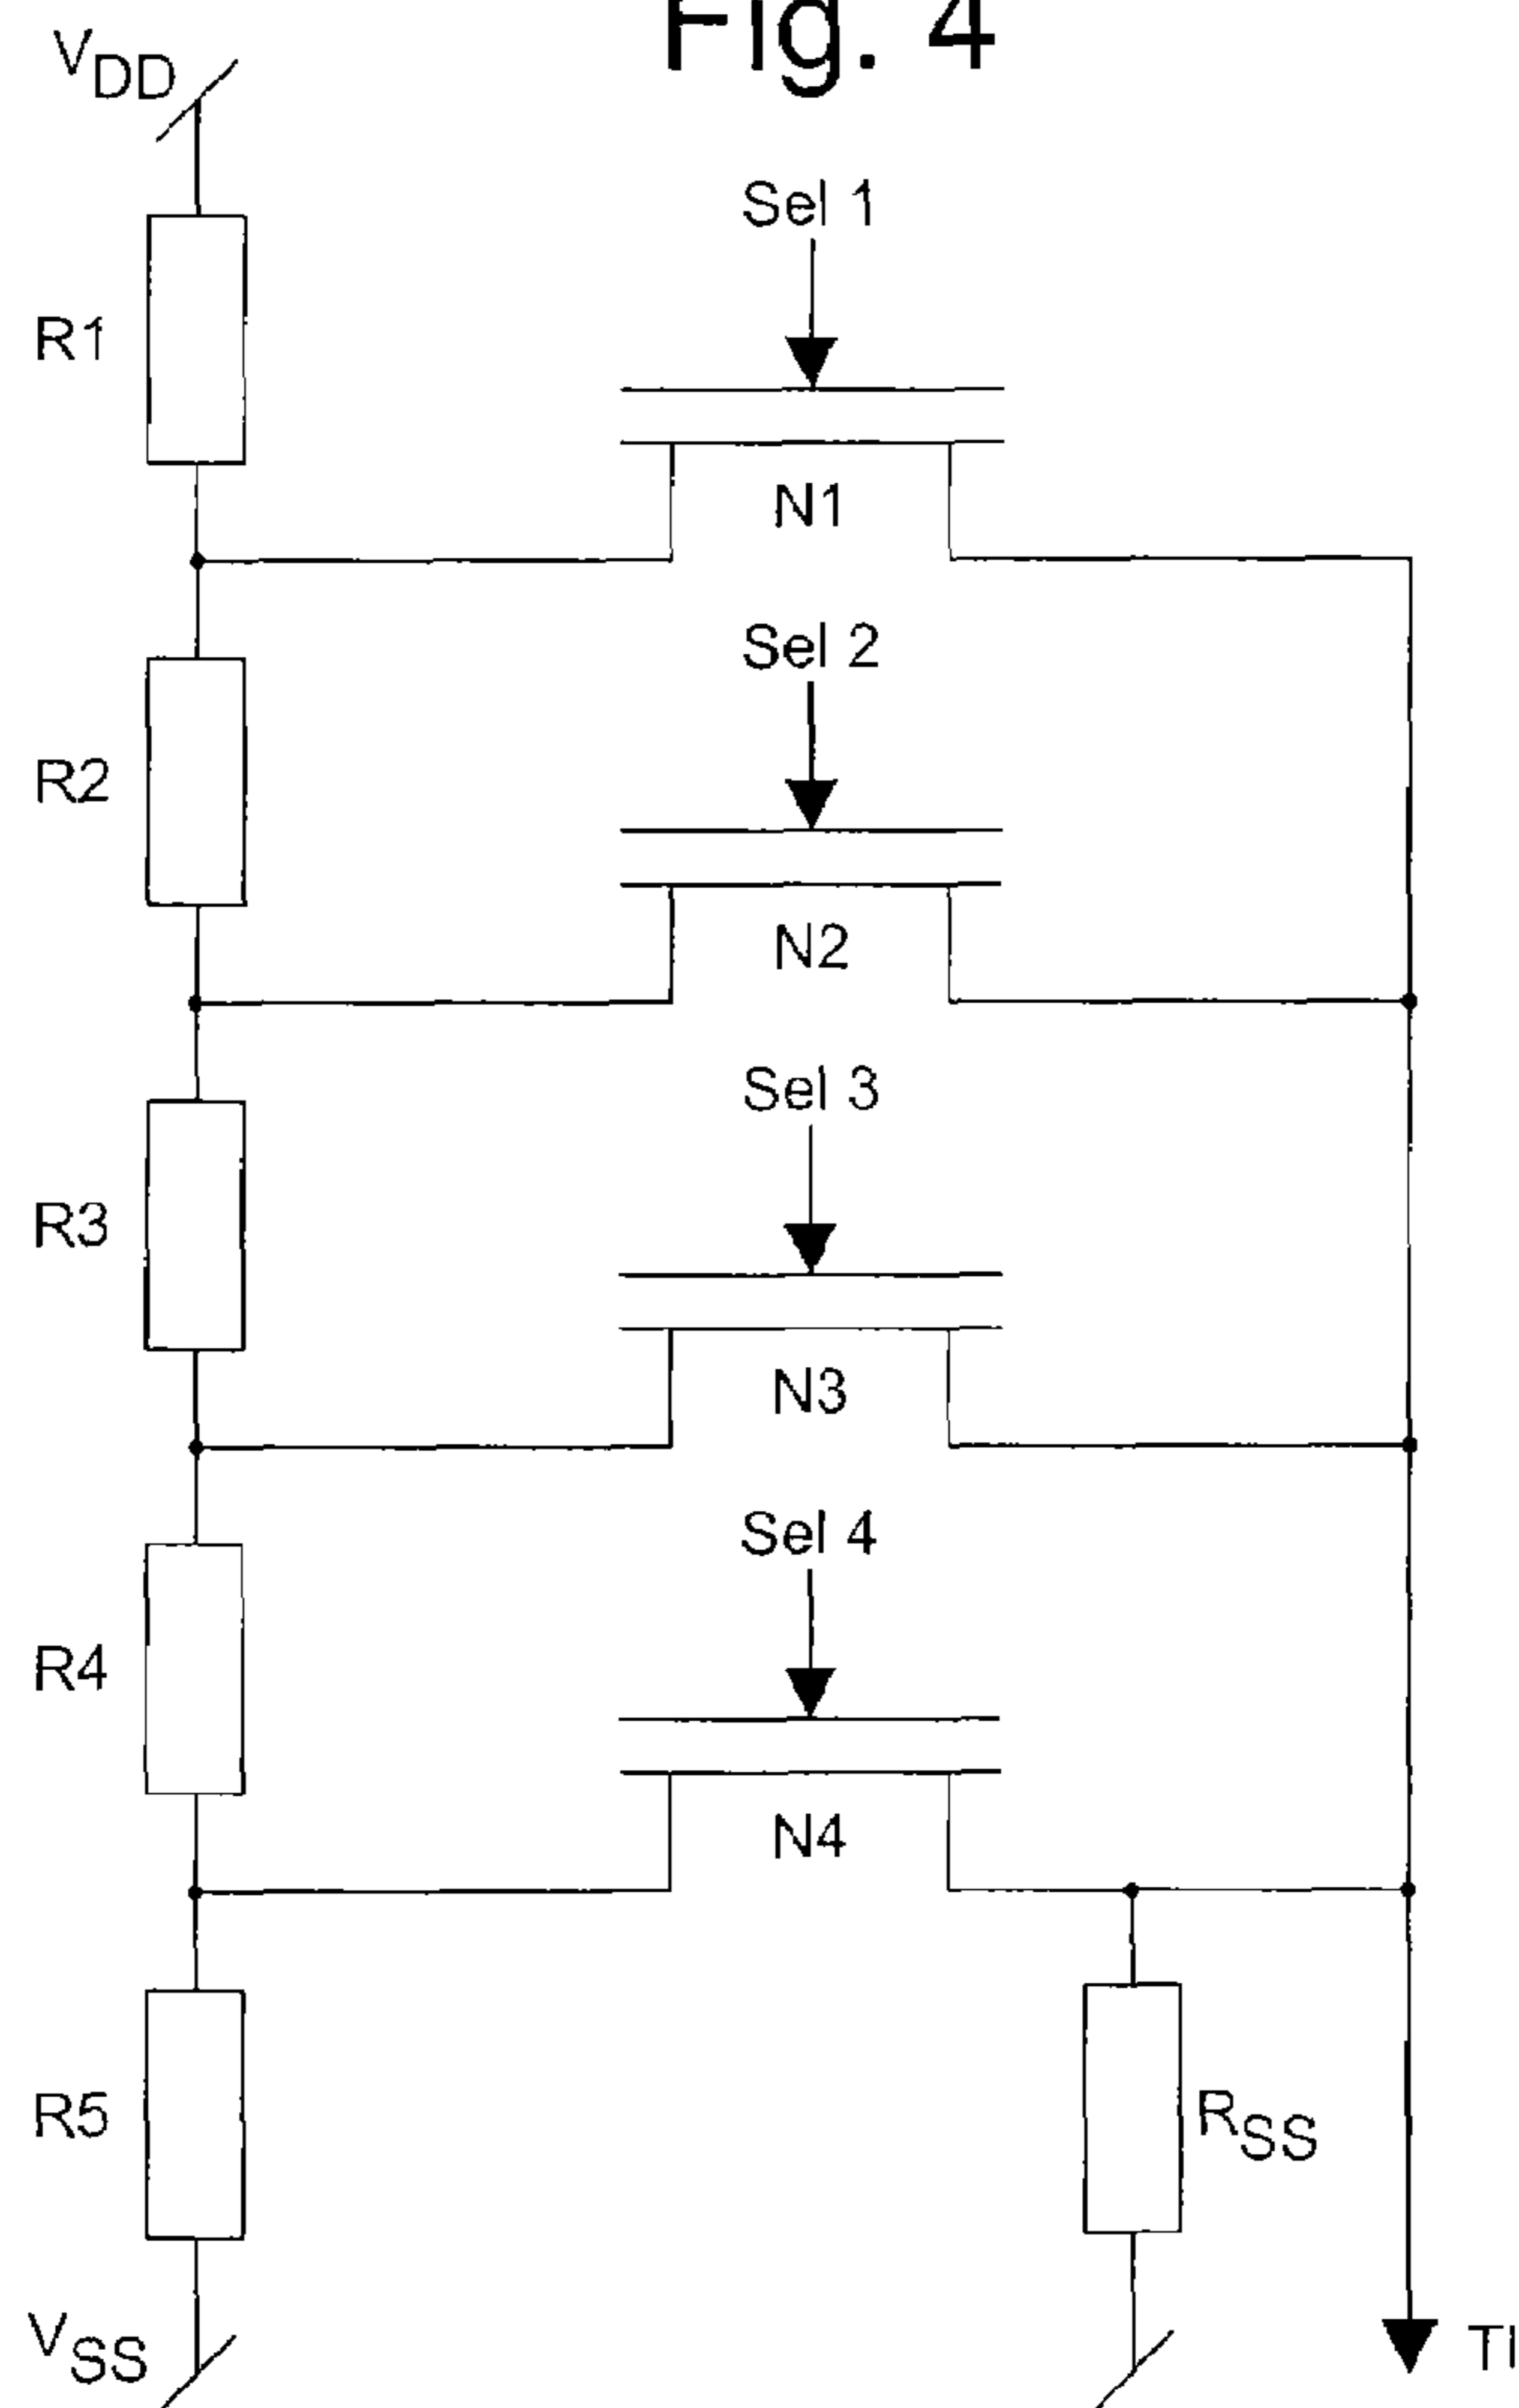 Fig. 4
VDD
Sel 1
R1
N1
Sel 2
R2
N2
Sel 3
R3
N3
Sel 4
R4
N4
R5
RSS
VSS
TI